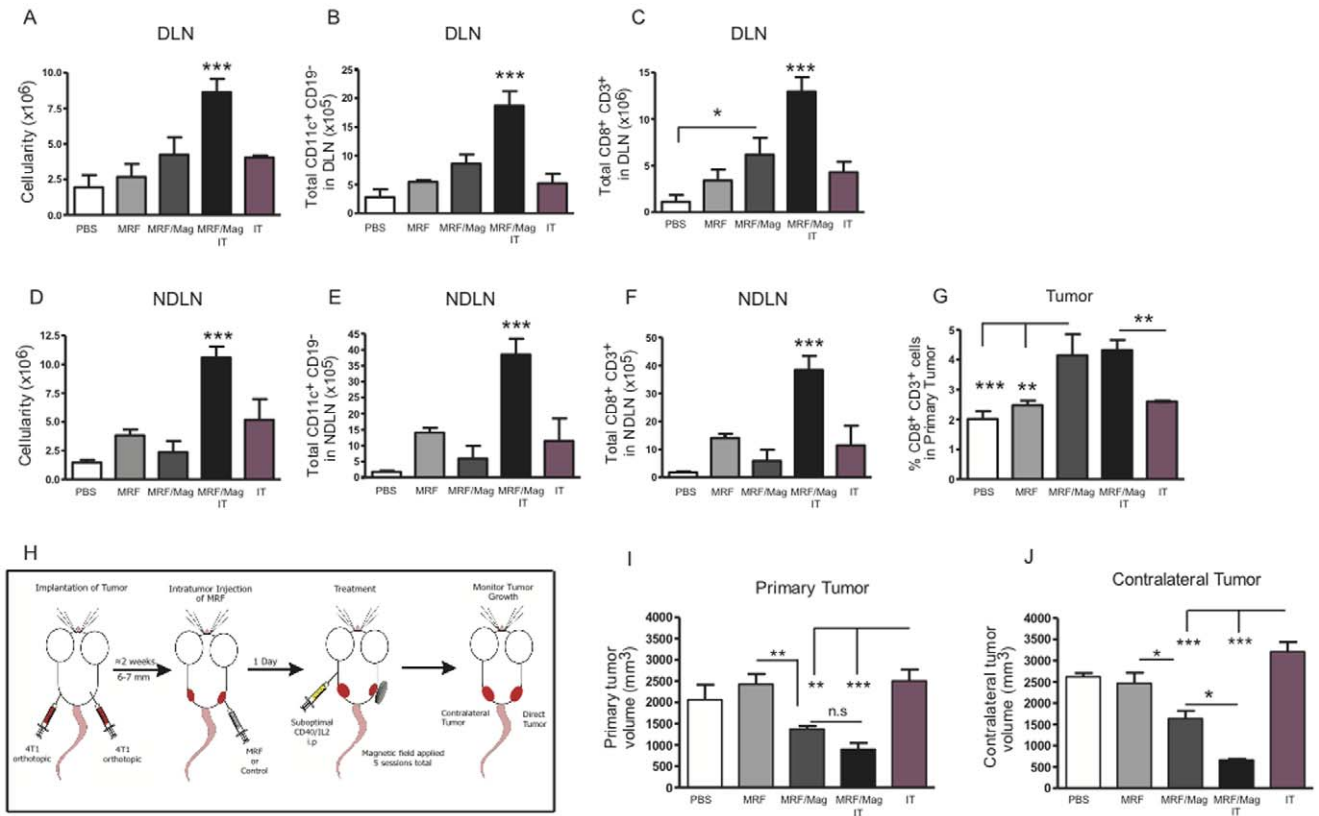 A
DLN
Cellularity (x10⁶)
10.0
7.5
5.0
2.5
0.0
***
PBS
MRF
MRF/Mag
MRF/Mag
IT
IT
B
DLN
Total CD11c⁺ CD19⁻
in DLN (x10⁵)
25
20
15
10
5
0
***
PBS
MRF
MRF/Mag
MRF/Mag
IT
IT
C
DLN
Total CD8⁺ CD3⁺
in DLN (x10⁶)
15
10
5
0
*
***
PBS
MRF
MRF/Mag
MRF/Mag
IT
IT
D
NDLN
Cellularity (x10⁶)
12.5
10.0
7.5
5.0
2.5
0.0
***
PBS
MRF
MRF/Mag
MRF/Mag
IT
IT
E
NDLN
Total CD11c⁺ CD19⁻
in NDLN (x10⁵)
45
40
35
30
25
20
15
10
5
0
***
PBS
MRF
MRF/Mag
MRF/Mag
IT
IT
F
NDLN
Total CD8⁺ CD3⁺
in NDLN (x10⁵)
50
40
30
20
10
0
***
PBS
MRF
MRF/Mag
MRF/Mag
IT
IT
G
Tumor
% CD8⁺ CD3⁺ cells
in Primary Tumor
5
4
3
2
1
0
***
**
**
PBS
MRF
MRF/Mag
MRF/Mag
IT
IT
H
Implantation of Tumor
4T1
orthotopic
4T1
orthotopic
≈2 weeks
6-7 mm
Intratumor Injection
of MRF
MRF
or
Control
1 Day
Treatment
Suboptimal
CD40/IL2
i.p
Magnetic field applied
5 sessions total
Monitor Tumor
Growth
Contralateral
Tumor
Direct
Tumor
I
Primary Tumor
Primary tumor
volume (mm³)
4000
3500
3000
2500
2000
1500
1000
500
0
**
**
***
n.s
PBS
MRF
MRF/Mag
MRF/Mag
IT
IT
J
Contralateral Tumor
Contralateral tumor
volume (mm³)
4000
3500
3000
2500
2000
1500
1000
500
0
*
***
***
*
PBS
MRF
MRF/Mag
MRF/Mag
IT
IT